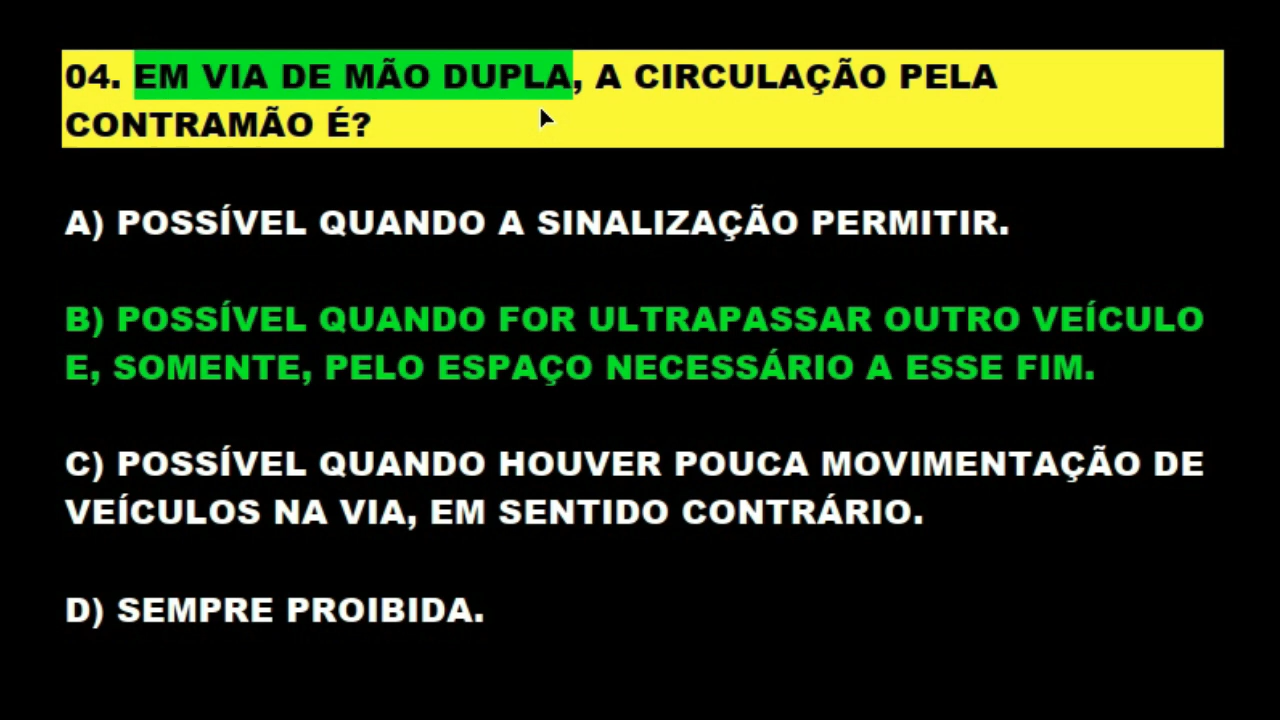 04. EM VIA DE MÃO DUPLA, A CIRCULAÇÃO PELA
CONTRAMÃO É?
A) POSSÍVEL QUANDO A SINALIZAÇÃO PERMITIR.
B) POSSÍVEL QUANDO FOR ULTRAPASSAR OUTRO VEÍCULO
E, SOMENTE, PELO ESPAÇO NECESSÁRIO A ESSE FIM.
C) POSSÍVEL QUANDO HOUVER POUCA MOVIMENTAÇÃO DE
VEÍCULOS NA VIA, EM SENTIDO CONTRÁRIO.
D) SEMPRE PROIBIDA.